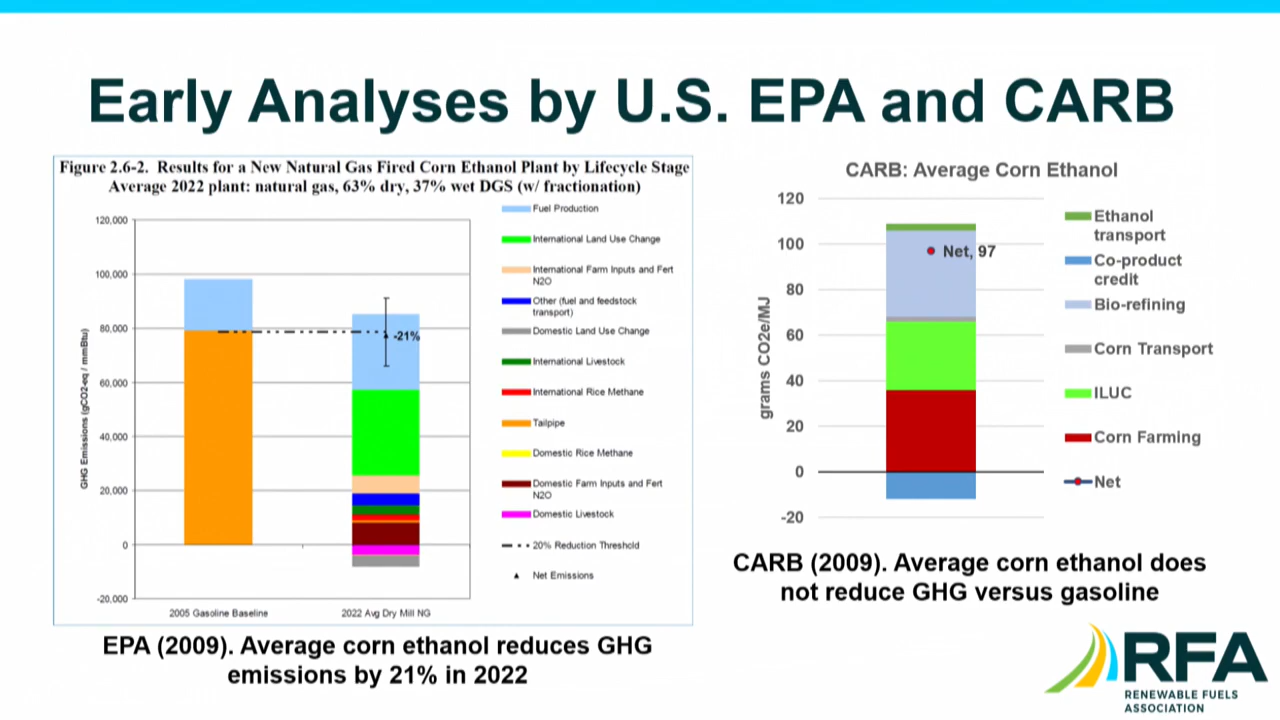 Early Analyses by U.S. EPA and CARB
Figure 2.6-2. Results for a New Natural Gas Fired Corn Ethanol Plant by Lifecycle Stage
Average 2022 plant: natural gas, 63% dry, 37% wet DGS (w/ fractionation)
GHG Emissions (gCO2-eq / mmBtu)
120,000
100,000
80,000
60,000
40,000
20,000
0
-20,000
-21%
2005 Gasoline Baseline
2022 Avg Dry Mill NG
Fuel Production
International Land Use Change
International Farm Inputs and Fert
N2O
Other (fuel and feedstock
transport)
Domestic Land Use Change
International Livestock
International Rice Methane
Tailpipe
Domestic Rice Methane
Domestic Farm Inputs and Fert
N2O
Domestic Livestock
20% Reduction Threshold
Net Emissions
EPA (2009). Average corn ethanol reduces GHG
emissions by 21% in 2022
CARB: Average Corn Ethanol
grams CO2e/MJ
120
100
80
60
40
20
0
-20
Net, 97
Ethanol
transport
Co-product
credit
Bio-refining
Corn Transport
ILUC
Corn Farming
Net
CARB (2009). Average corn ethanol does
not reduce GHG versus gasoline
RFA
RENEWABLE FUELS
ASSOCIATION